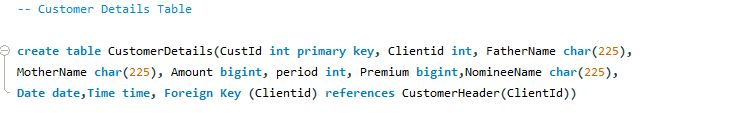 -- Customer Details Table
create table CustomerDetails(CustId int primary key, Clientid int, FatherName char(225),
MotherName char(225), Amount bigint, period int, Premium bigint,NomineeName char(225),
Date date,Time time, Foreign Key (Clientid) references CustomerHeader(ClientId))